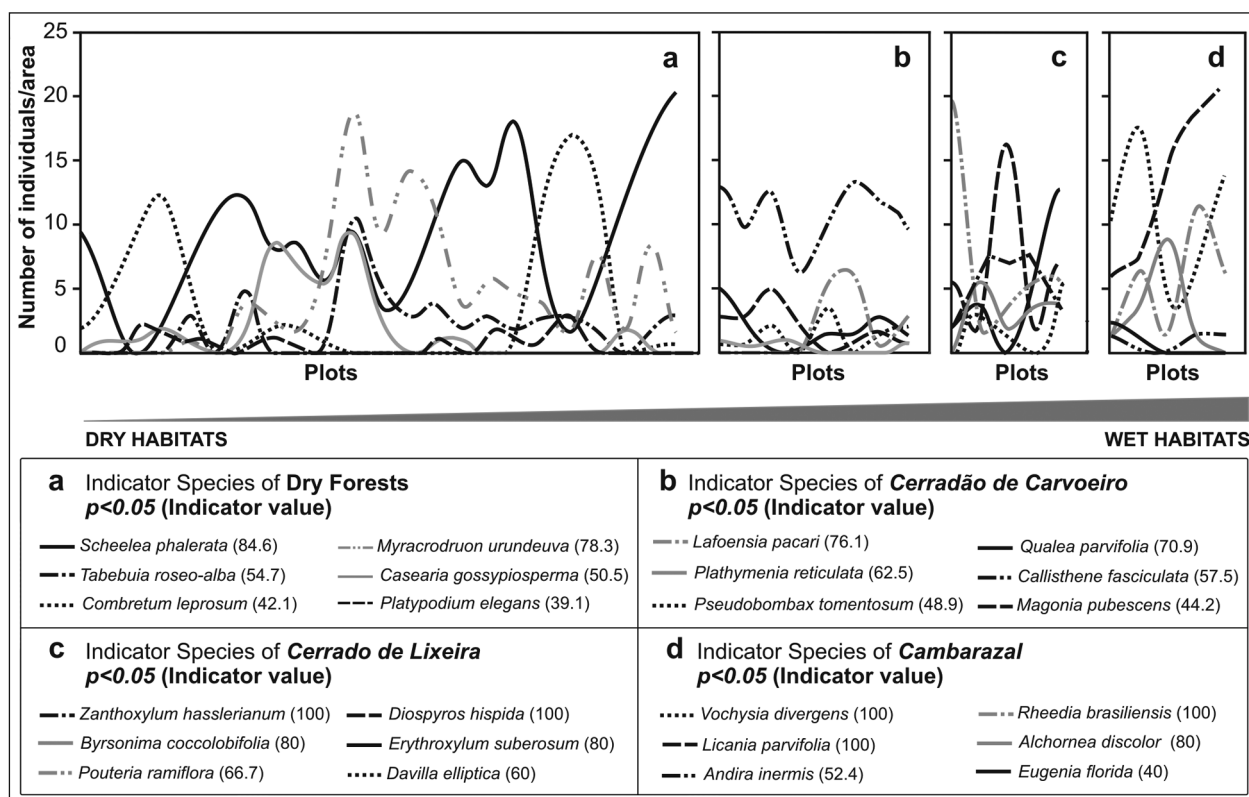 25
20
15
10
5
0
Number of individuals/area
a
b
c
d
Plots
Plots
Plots
Plots
DRY HABITATS
WET HABITATS
a Indicator Species of Dry Forests
p<0.05 (Indicator value)
Scheelea phalerata (84.6)
Tabebuia roseo-alba (54.7)
Combretum leprosum (42.1)
Myracrodruon urundeuva (78.3)
Casearia gossypiosperma (50.5)
Platypodium elegans (39.1)
b Indicator Species of Cerradão de Carvoeiro
p<0.05 (Indicator value)
Lafoensia pacari (76.1)
Plathymenia reticulata (62.5)
Pseudobombax tomentosum (48.9)
Qualea parvifolia (70.9)
Callisthene fasciculata (57.5)
Magonia pubescens (44.2)
c Indicator Species of Cerrado de Lixeira
p<0.05 (Indicator value)
Zanthoxylum hasslerianum (100)
Byrsonima coccolobifolia (80)
Pouteria ramiflora (66.7)
Diospyros hispida (100)
Erythroxylum suberosum (80)
Davilla elliptica (60)
d Indicator Species of Cambarazal
p<0.05 (Indicator value)
Vochysia divergens (100)
Licania parvifolia (100)
Andira inermis (52.4)
Rheedia brasiliensis (100)
Alchornea discolor (80)
Eugenia florida (40)